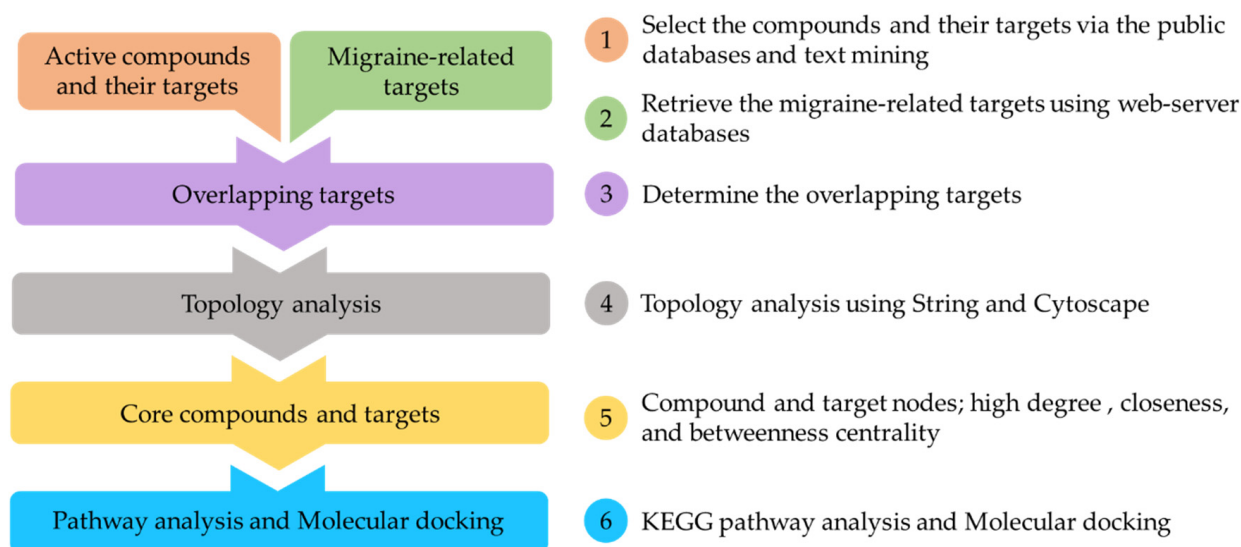 Active compounds
and their targets
Migraine-related
targets
1
Select the compounds and their targets via the public
databases and text mining
2
Retrieve the migraine-related targets using web-server
databases
Overlapping targets
3
Determine the overlapping targets
Topology analysis
4
Topology analysis using String and Cytoscape
Core compounds and targets
5
Compound and target nodes; high degree , closeness,
and betweenness centrality
Pathway analysis and Molecular docking
6
KEGG pathway analysis and Molecular docking